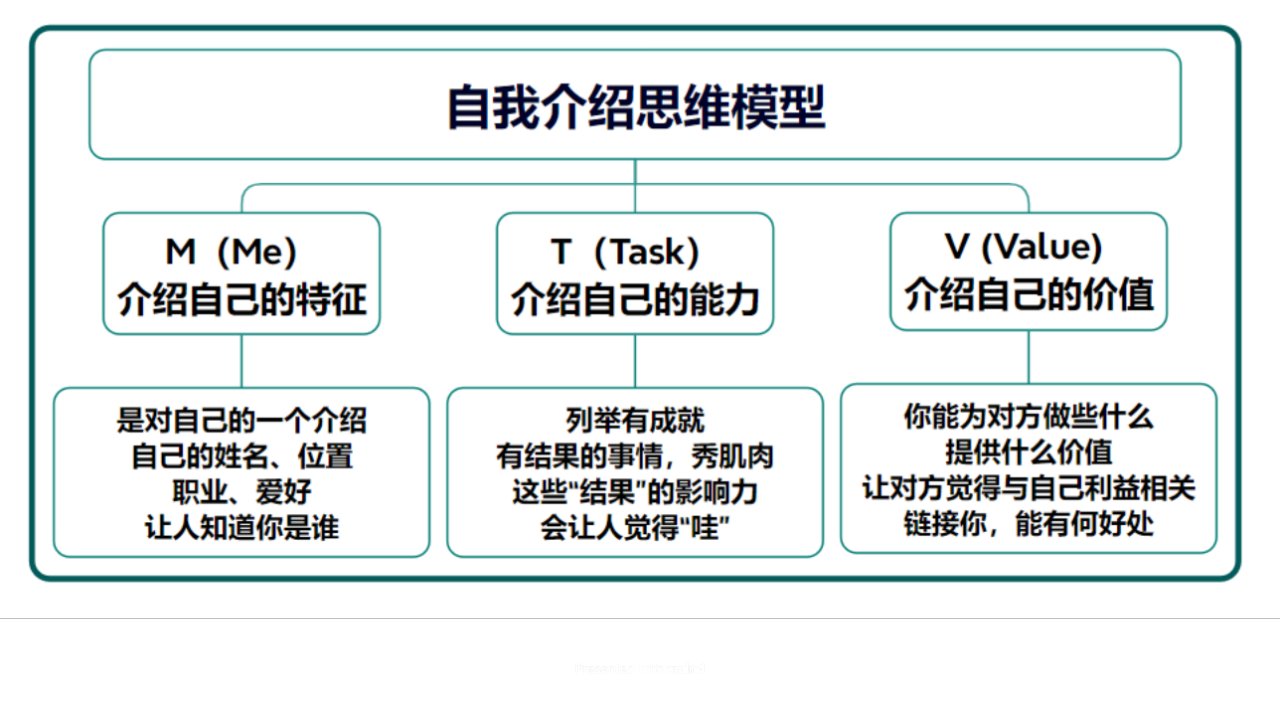 自我介绍思维模型
M（Me）
介绍自己的特征
T（Task）
介绍自己的能力
V (Value)
介绍自己的价值
是对自己的一个介绍
自己的姓名、位置
职业、爱好
让人知道你是谁
列举有成就
有结果的事情，秀肌肉
这些“结果”的影响力
会让人觉得“哇”
你能为对方做些什么
提供什么价值
让对方觉得与自己利益相关
链接你，能有何好处